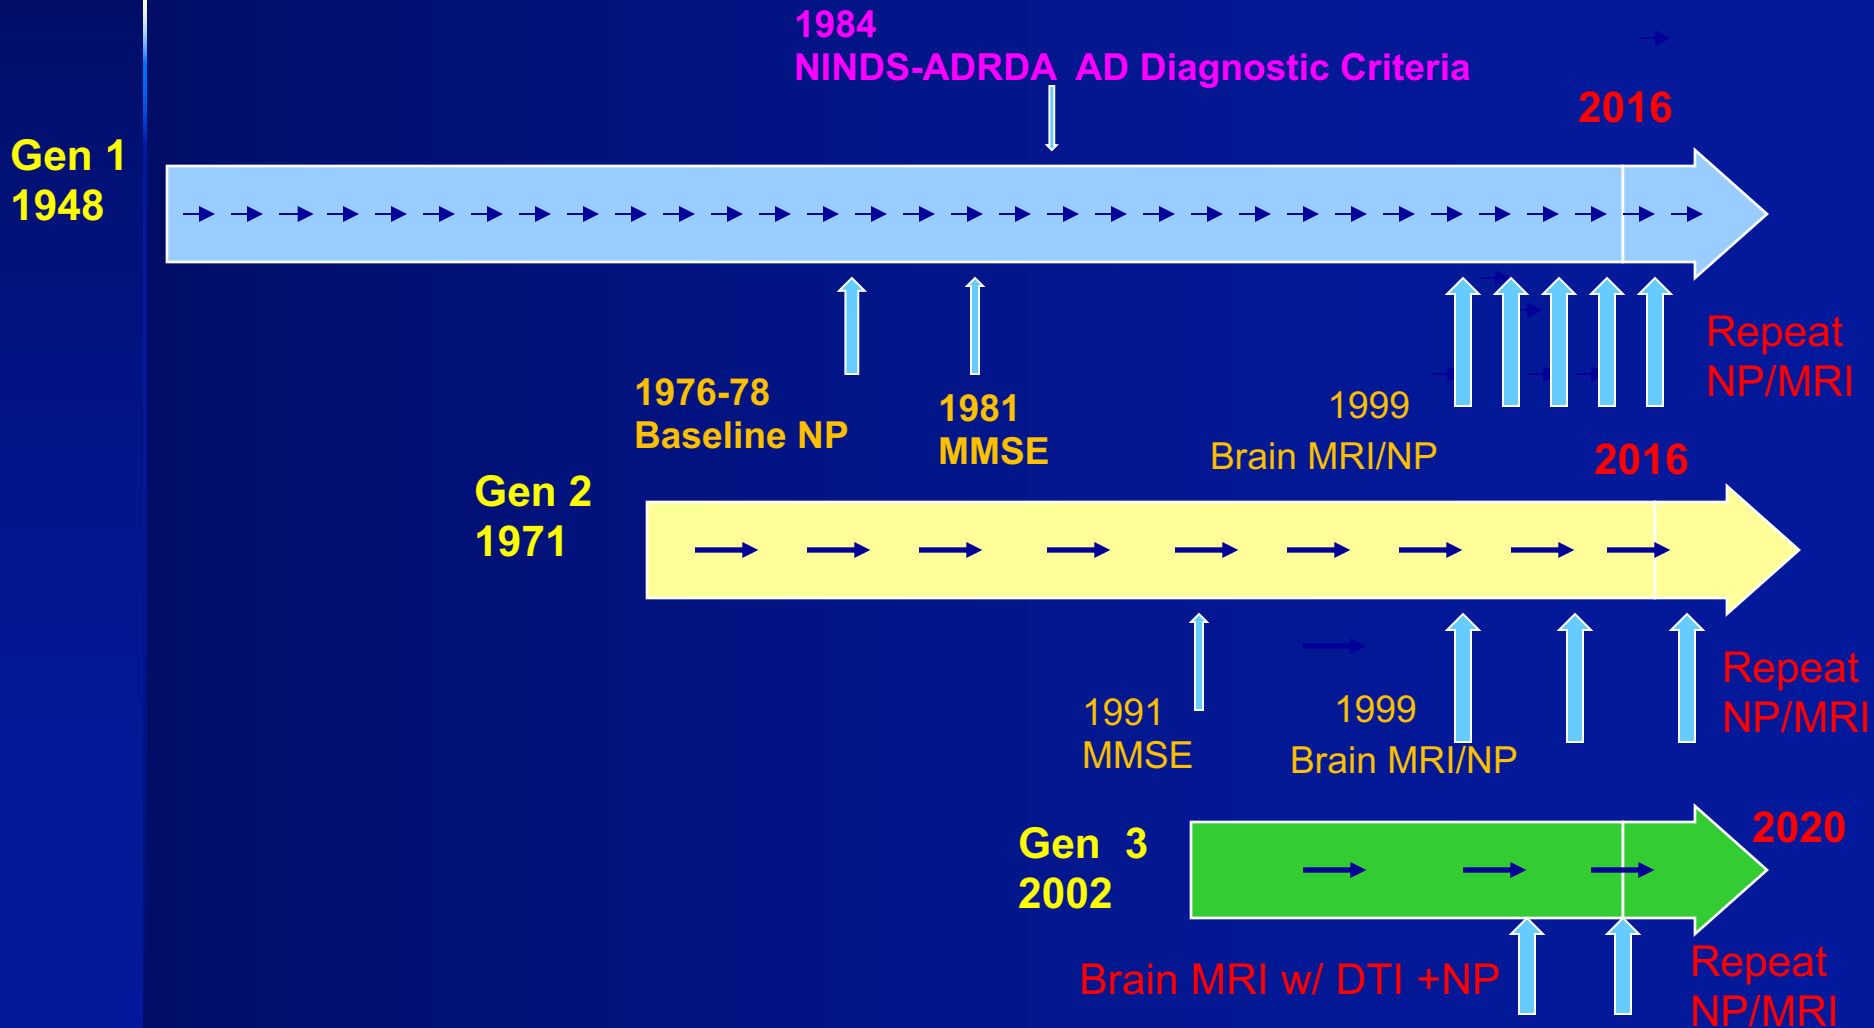 1984
NINDS-ADRDA AD Diagnostic Criteria
2016
Gen 1
1948
Repeat
NP/MRI
1976-78
Baseline NP
1981
MMSE
1999
Brain MRI/NP
2016
Gen 2
1971
Repeat
NP/MRI
1991
MMSE
1999
Brain MRI/NP
2020
Gen 3
2002
Brain MRI w/ DTI +NP
Repeat
NP/MRI